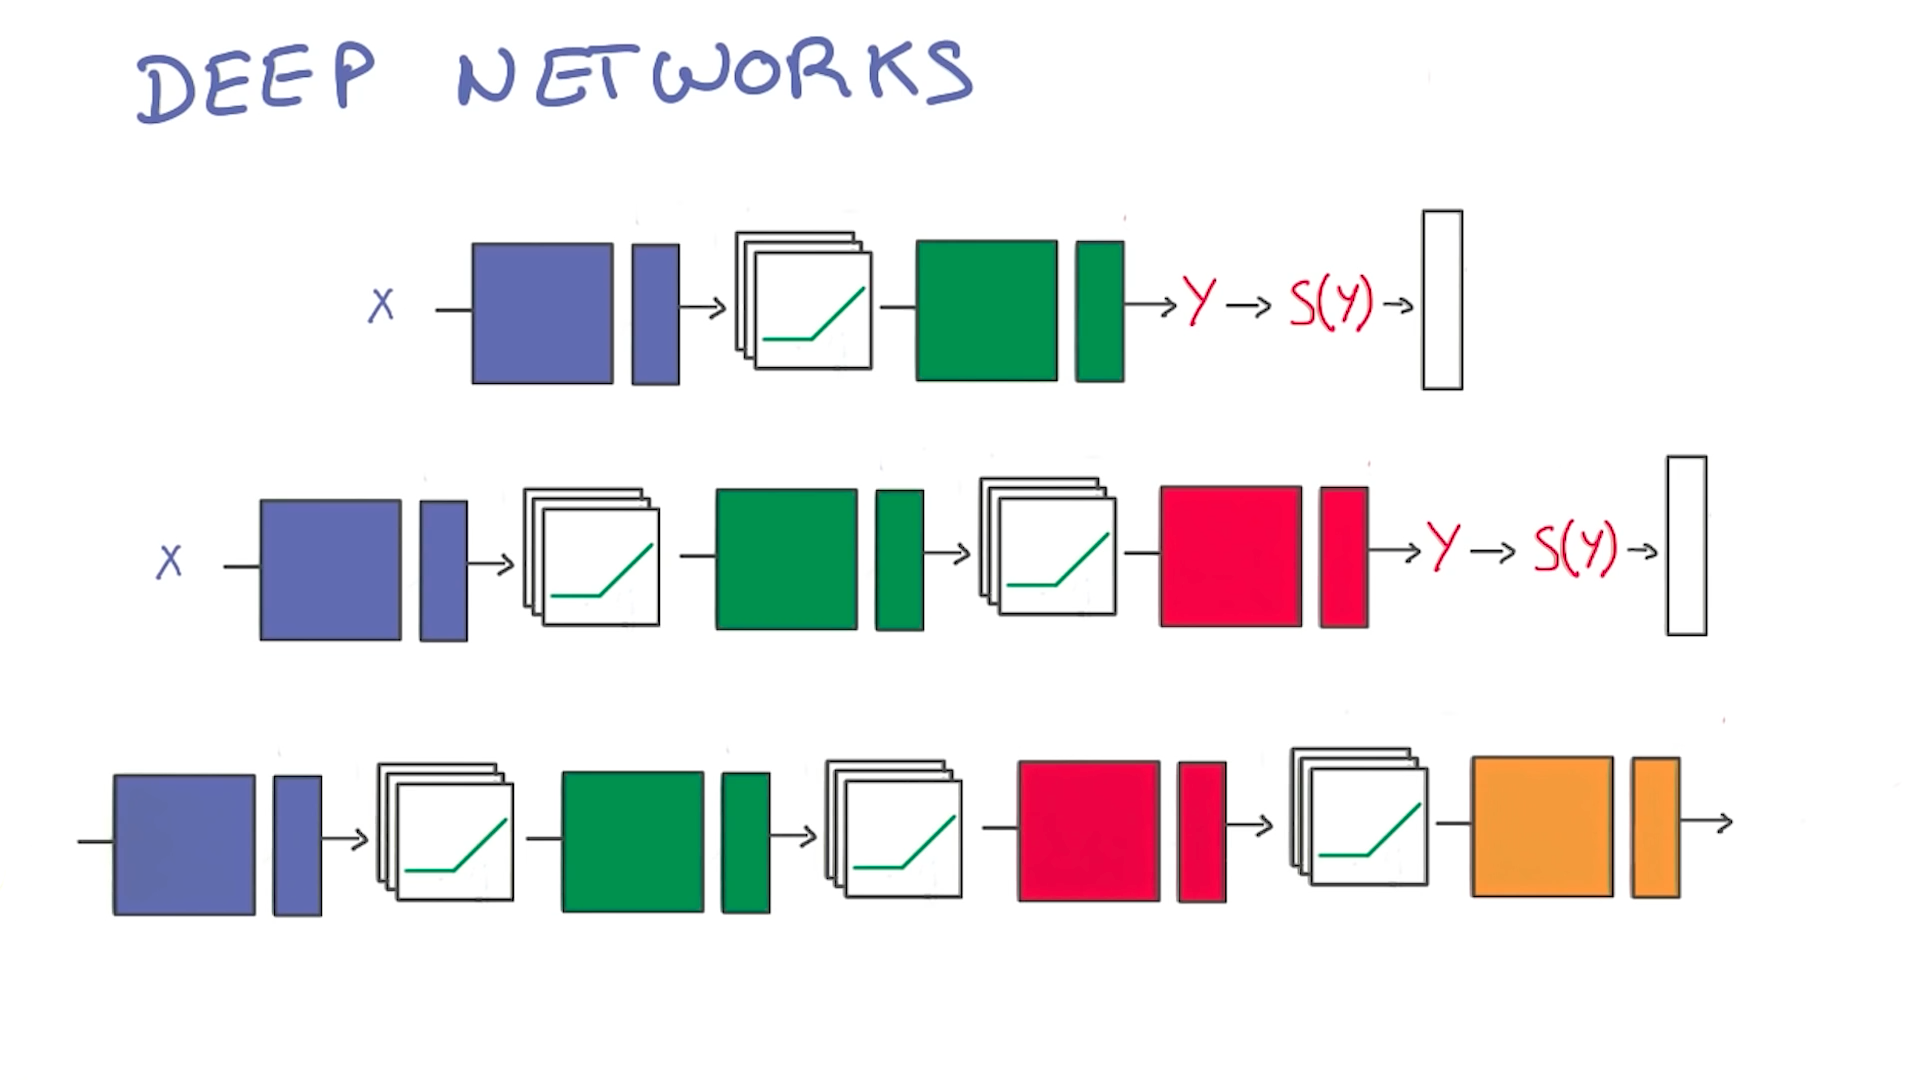 DEEP NETWORKS
X Y S(Y)
X Y S(Y)